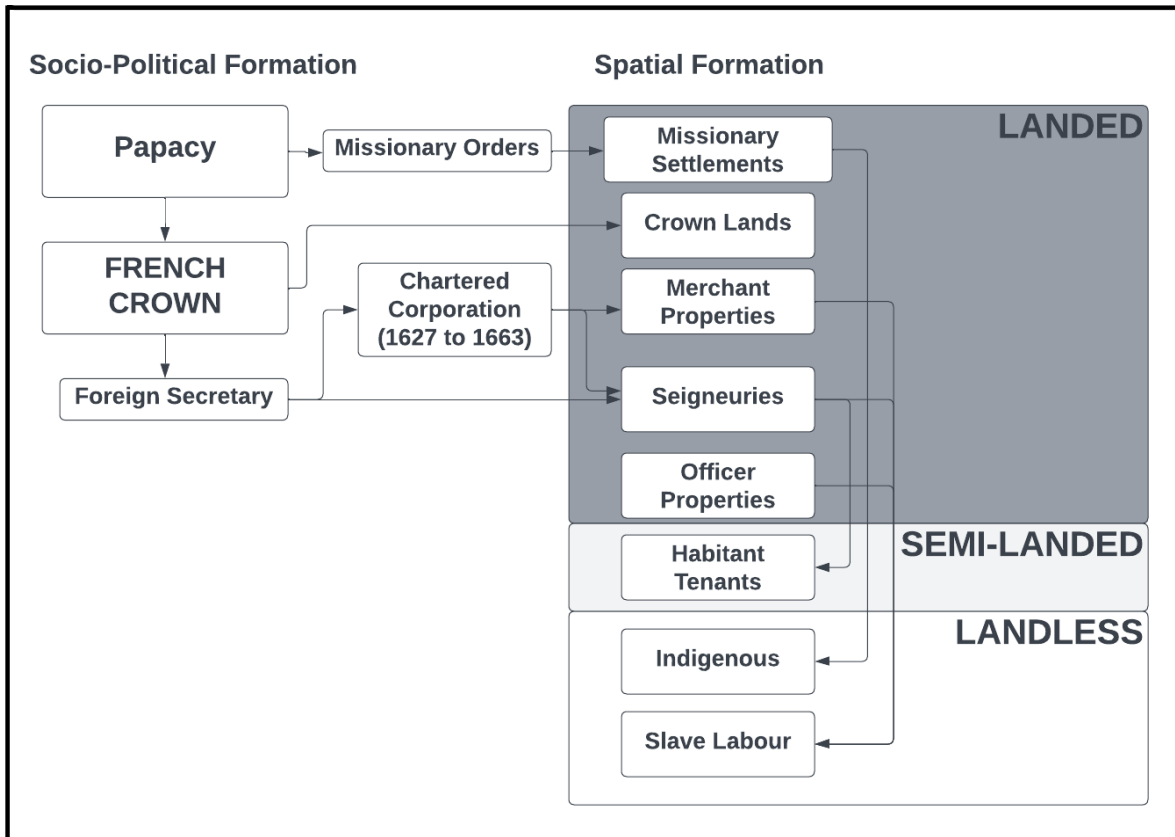 Socio-Political Formation
Spatial Formation
LANDED
Papacy
Missionary Orders
Missionary
Settlements
Crown Lands
FRENCH
CROWN
Chartered
Corporation
(1627 to 1663)
Merchant
Properties
Foreign Secretary
Seigneuries
Officer
Properties
SEMI-LANDED
Habitant
Tenants
LANDLESS
Indigenous
Slave Labour